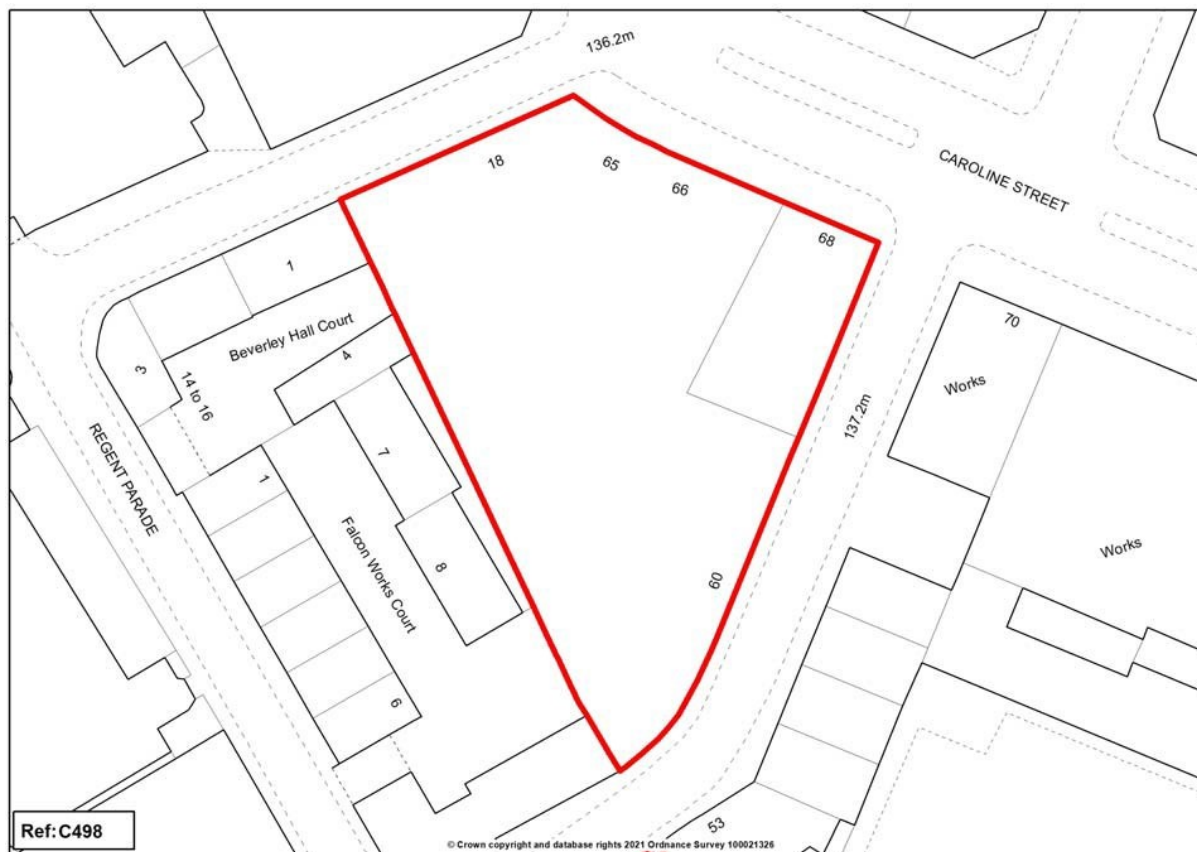 136.2m
18
65
66
CAROLINE STREET
68
1
Beverley Hall Court
70
4
3
14 to 16
Works
137.2m
REGENT PARADE
7
1
Falcon Works Court
Works
8
60
6
53
Ref:C498
© Crown copyright and database rights 2021 Ordnance Survey 100021326